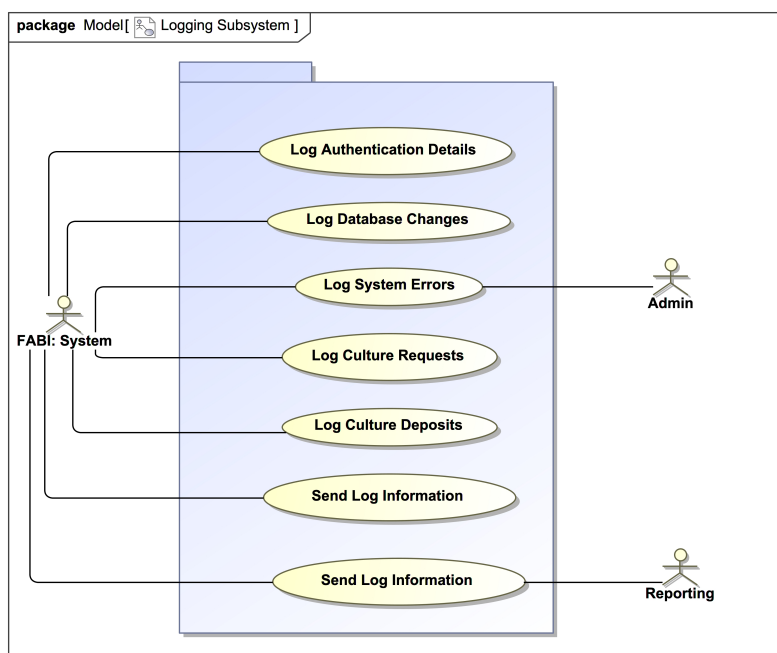 package Model[ Logging Subsystem ]
Log Authentication Details
Log Database Changes
Log System Errors
Admin
FABI: System
Log Culture Requests
Log Culture Deposits
Send Log Information
Send Log Information
Reporting